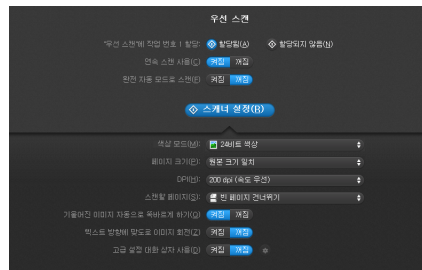 우선 스캔
"우선 스캔"에 작업 번호 1 할당: 할당됨(A) 할당되지 않음(N)
연속 스캔 사용(C) 켜짐 꺼짐
완전 자동 모드로 스캔(F) 켜짐 꺼짐
스캐너 설정(R)
색상 모드(M): 24비트 색상
페이지 크기(P): 원본 크기 일치
DPI(H): 200 dpi (속도 우선)
스캔할 페이지(S): 빈 페이지 건너뛰기
기울어진 이미지 자동으로 똑바르게 하기(Q) 켜짐 꺼짐
텍스트 방향에 맞도로 이미지 회전(Z) 켜짐 꺼짐
고급 설정 대화 상자 사용(D) 켜짐 꺼짐